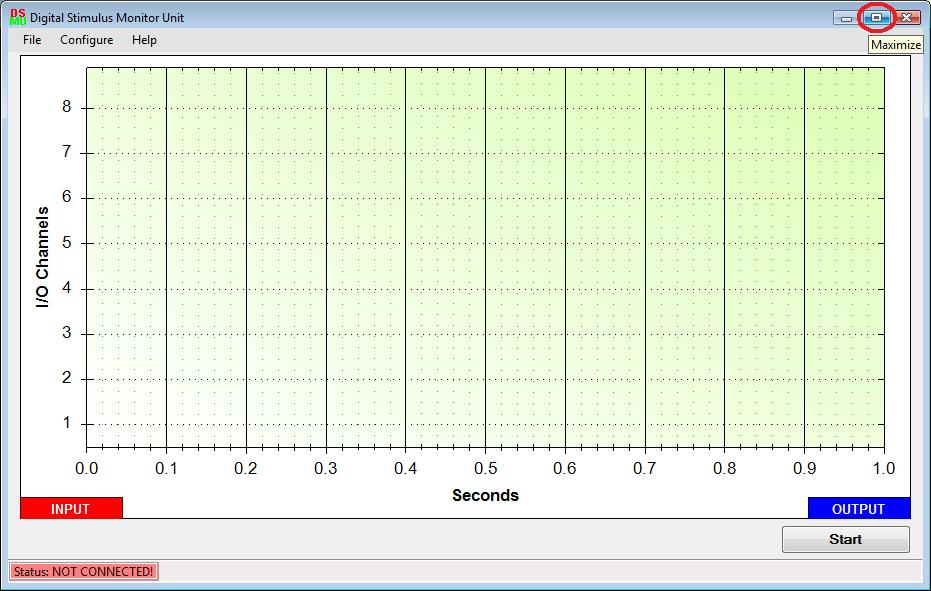 DS
MU
Digital Stimulus Monitor Unit
File Configure Help
Maximize
I/O Channels
8
7
6
5
4
3
2
1
0.0 0.1 0.2 0.3 0.4 0.5 0.6 0.7 0.8 0.9 1.0
Seconds
INPUT
OUTPUT
Start
Status: NOT CONNECTED!